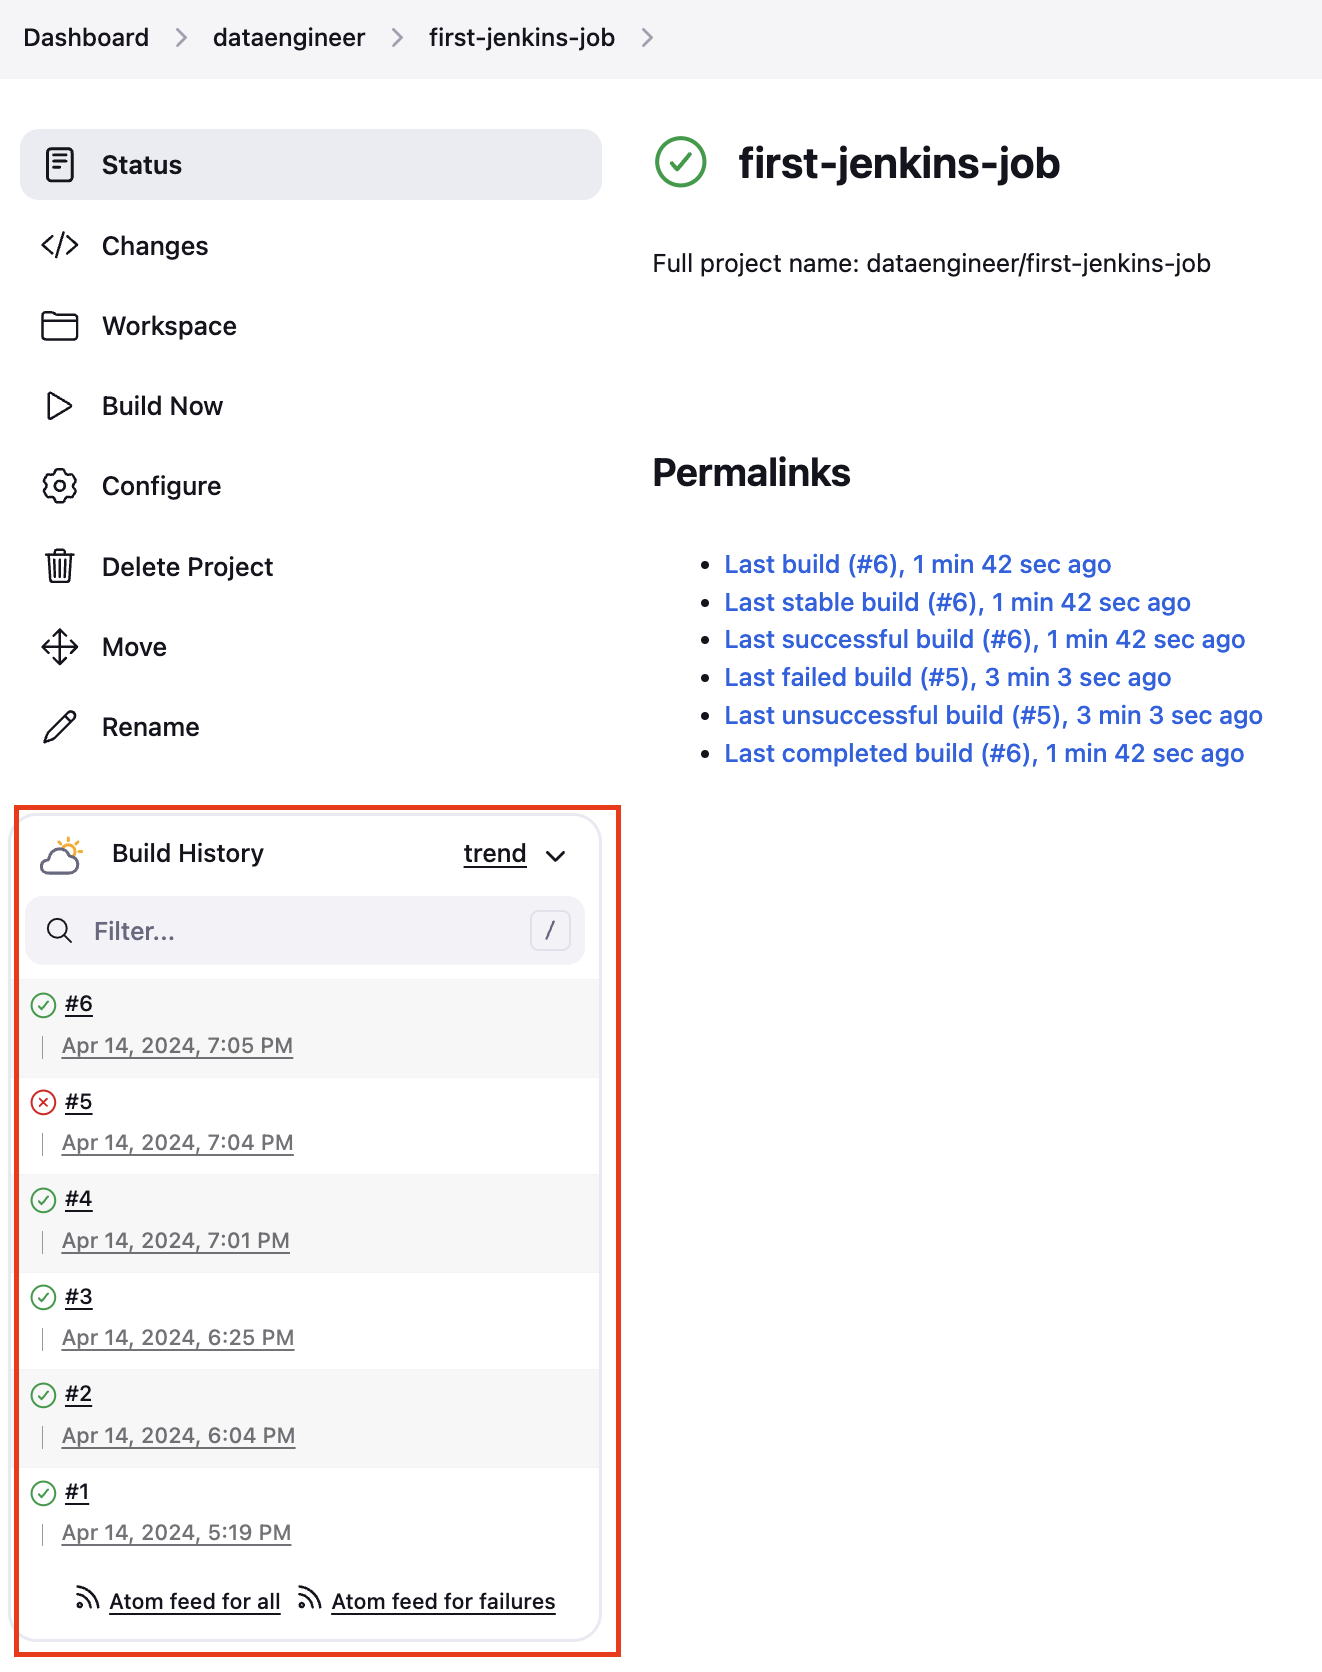 Dashboard > dataengineer > first-jenkins-job >
Status
Changes
Workspace
Build Now
Configure
Delete Project
Move
Rename
first-jenkins-job
Full project name: dataengineer/first-jenkins-job
Permalinks
• Last build (#6), 1 min 42 sec ago
• Last stable build (#6), 1 min 42 sec ago
• Last successful build (#6), 1 min 42 sec ago
• Last failed build (#5), 3 min 3 sec ago
• Last unsuccessful build (#5), 3 min 3 sec ago
• Last completed build (#6), 1 min 42 sec ago
Build History trend
Filter... /
#6
Apr 14, 2024, 7:05 PM
#5
Apr 14, 2024, 7:04 PM
#4
Apr 14, 2024, 7:01 PM
#3
Apr 14, 2024, 6:25 PM
#2
Apr 14, 2024, 6:04 PM
#1
Apr 14, 2024, 5:19 PM
Atom feed for all Atom feed for failures